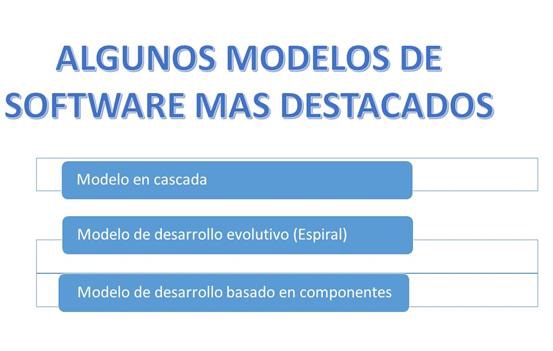 ALGUNOS MODELOS DE
SOFTWARE MAS DESTACADOS
Modelo en cascada
Modelo de desarrollo evolutivo (Espiral)
Modelo de desarrollo basado en componentes